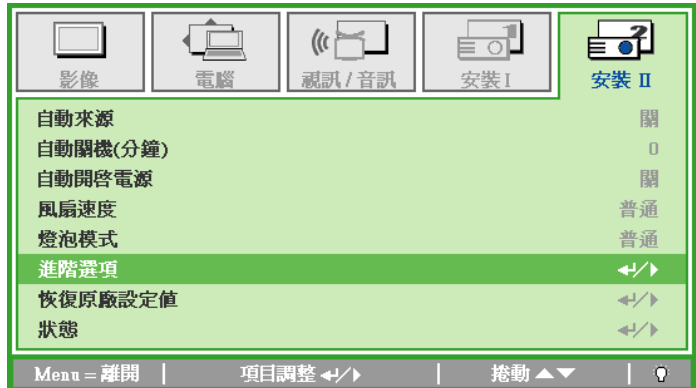 影像 電腦 視訊 / 音訊 安裝 I 安裝 II
自動來源 關
自動關機(分鐘) 0
自動開啓電源 關
風扇速度 普通
燈泡模式 普通
進階選項
恢復原廠設定值
狀態
Menu = 離開 項目調整 捲動